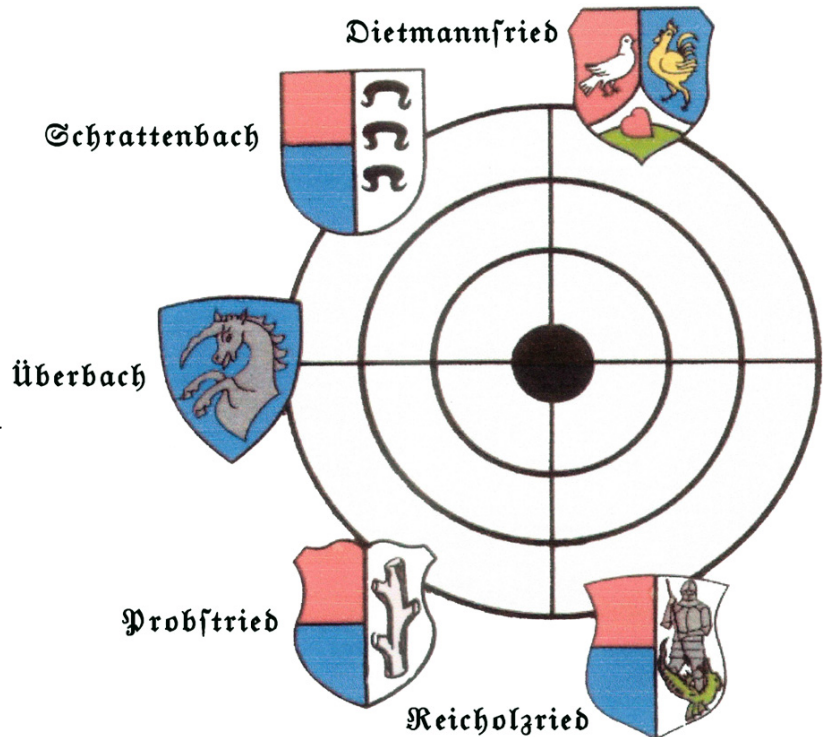 Dietmannſried
Schrattenbach
Überbach
Probſtried
Reicholzried